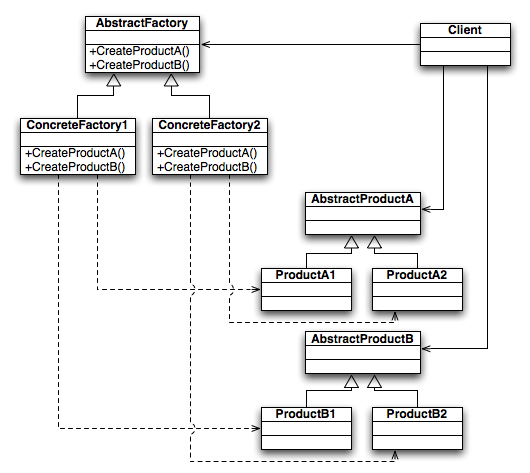 AbstractFactory
+CreateProductA()
+CreateProductB()
Client
ConcreteFactory1
+CreateProductA()
+CreateProductB()
ConcreteFactory2
+CreateProductA()
+CreateProductB()
AbstractProductA
ProductA1
ProductA2
AbstractProductB
ProductB1
ProductB2